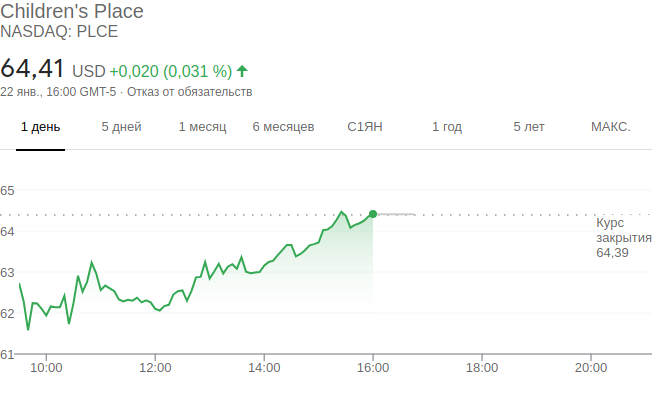 Children's Place
NASDAQ: PLCE
64,41 USD +0,020 (0,031 %)
22 янв., 16:00 GMT-5 · Отказ от обязательств
1 день 5 дней 1 месяц 6 месяцев С1ЯН 1 год 5 лет МАКС.
65
64
63
62
61
Курс
закрытия
64,39
10:00 12:00 14:00 16:00 18:00 20:00